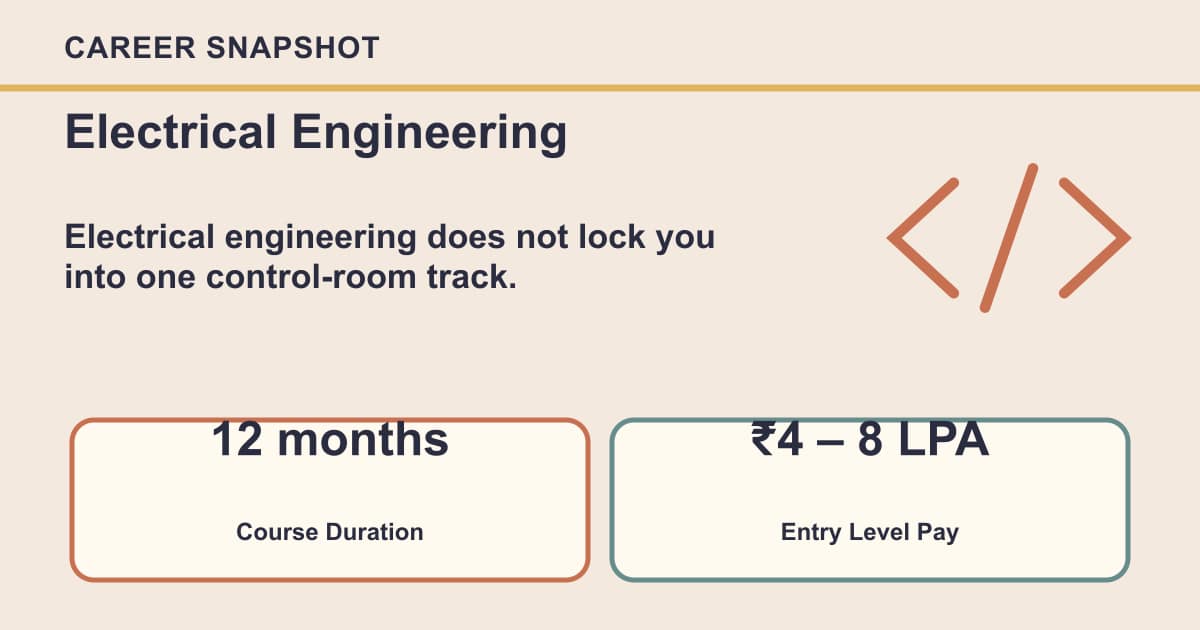 CAREER SNAPSHOT
Electrical Engineering
Electrical engineering does not lock you
into one control-room track.
12 months
Course Duration
₹4 – 8 LPA
Entry Level Pay